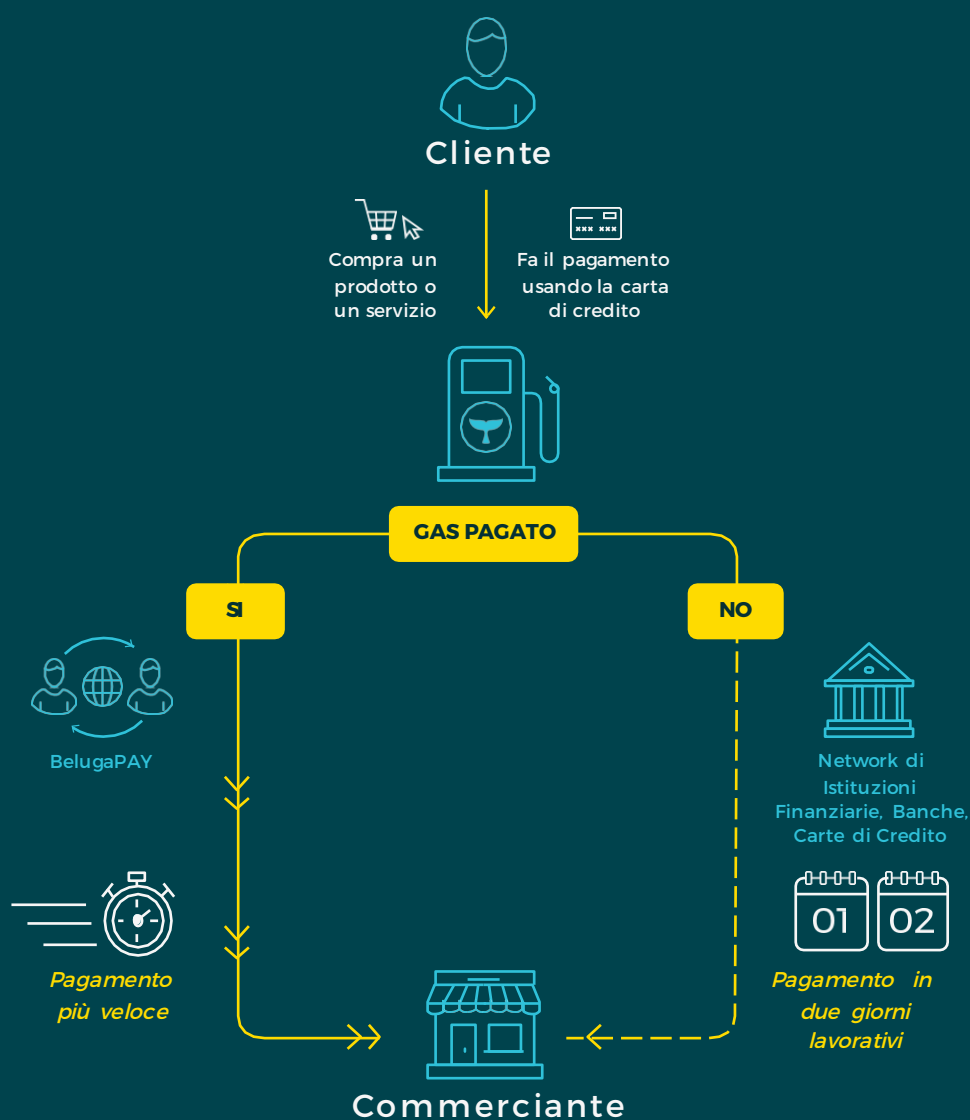 Cliente
Compra un
prodotto o
un servizio
Fa il pagamento
usando la carta
di credito
xxx xxx
GAS PAGATO
SI
NO
BelugaPAY
Network di
Istituzioni
Finanziarie, Banche,
Carte di Credito
01 02
Pagamento
più veloce
Pagamento in
due giorni
lavorativi
Commerciante